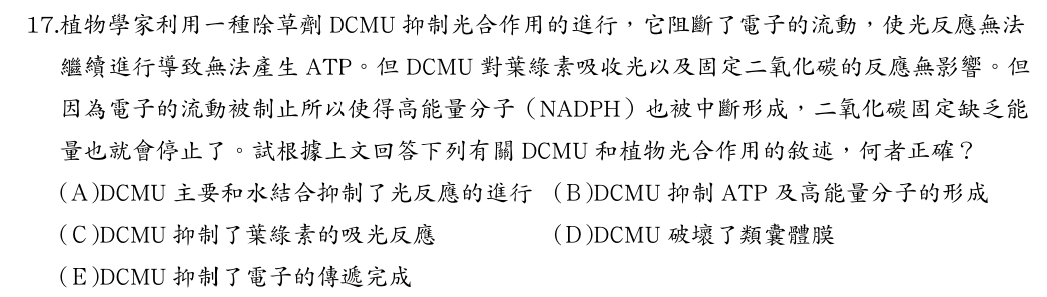 17.植物學家利用一種除草劑 DCMU 抑制光合作用的進行，它阻斷了電子的流動，使光反應無法
繼續進行導致無法產生 ATP。但 DCMU 對葉綠素吸收光以及固定二氧化碳的反應無影響。但
因為電子的流動被制止所以使得高能量分子（NADPH）也被中斷形成，二氧化碳固定缺乏能
量也就會停止了。試根據上文回答下列有關 DCMU 和植物光合作用的敘述，何者正確？
(A)DCMU 主要和水結合抑制了光反應的進行 (B)DCMU 抑制 ATP 及高能量分子的形成
(C)DCMU 抑制了葉綠素的吸光反應 (D)DCMU 破壞了類囊體膜
(E)DCMU 抑制了電子的傳遞完成